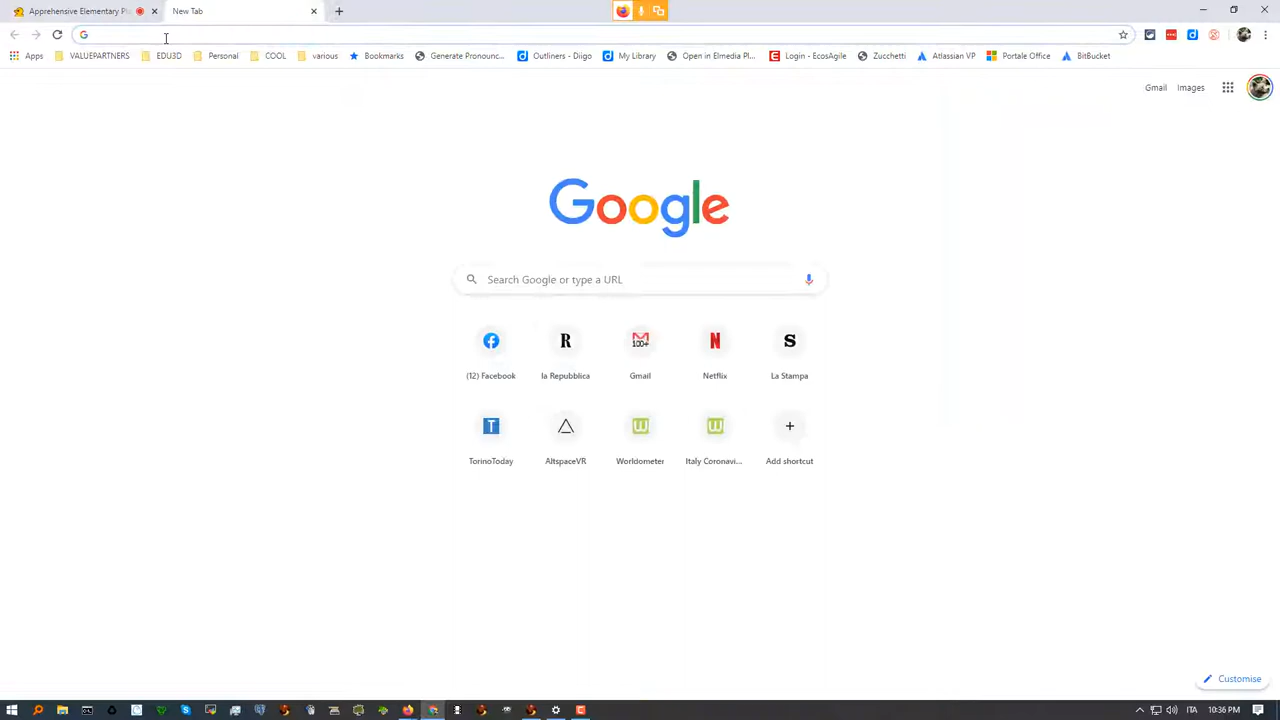 Apprehensive Elementary Pl
New Tab
Apps VALUEPARTNERS EDU3D Personal COOL various Bookmarks Generate Pronounc... Outliners - Diigo My Library Open in Elmedia Pl... Login - EcosAgile Zucchetti Atlassian VP Portale Office BitBucket
Gmail Images
Google
Search Google or type a URL
(12) Facebook la Repubblica Gmail Netflix La Stampa
TorinoToday AltspaceVR Worldometer Italy Coronavi... Add shortcut
Customise
ITA 10:36 PM